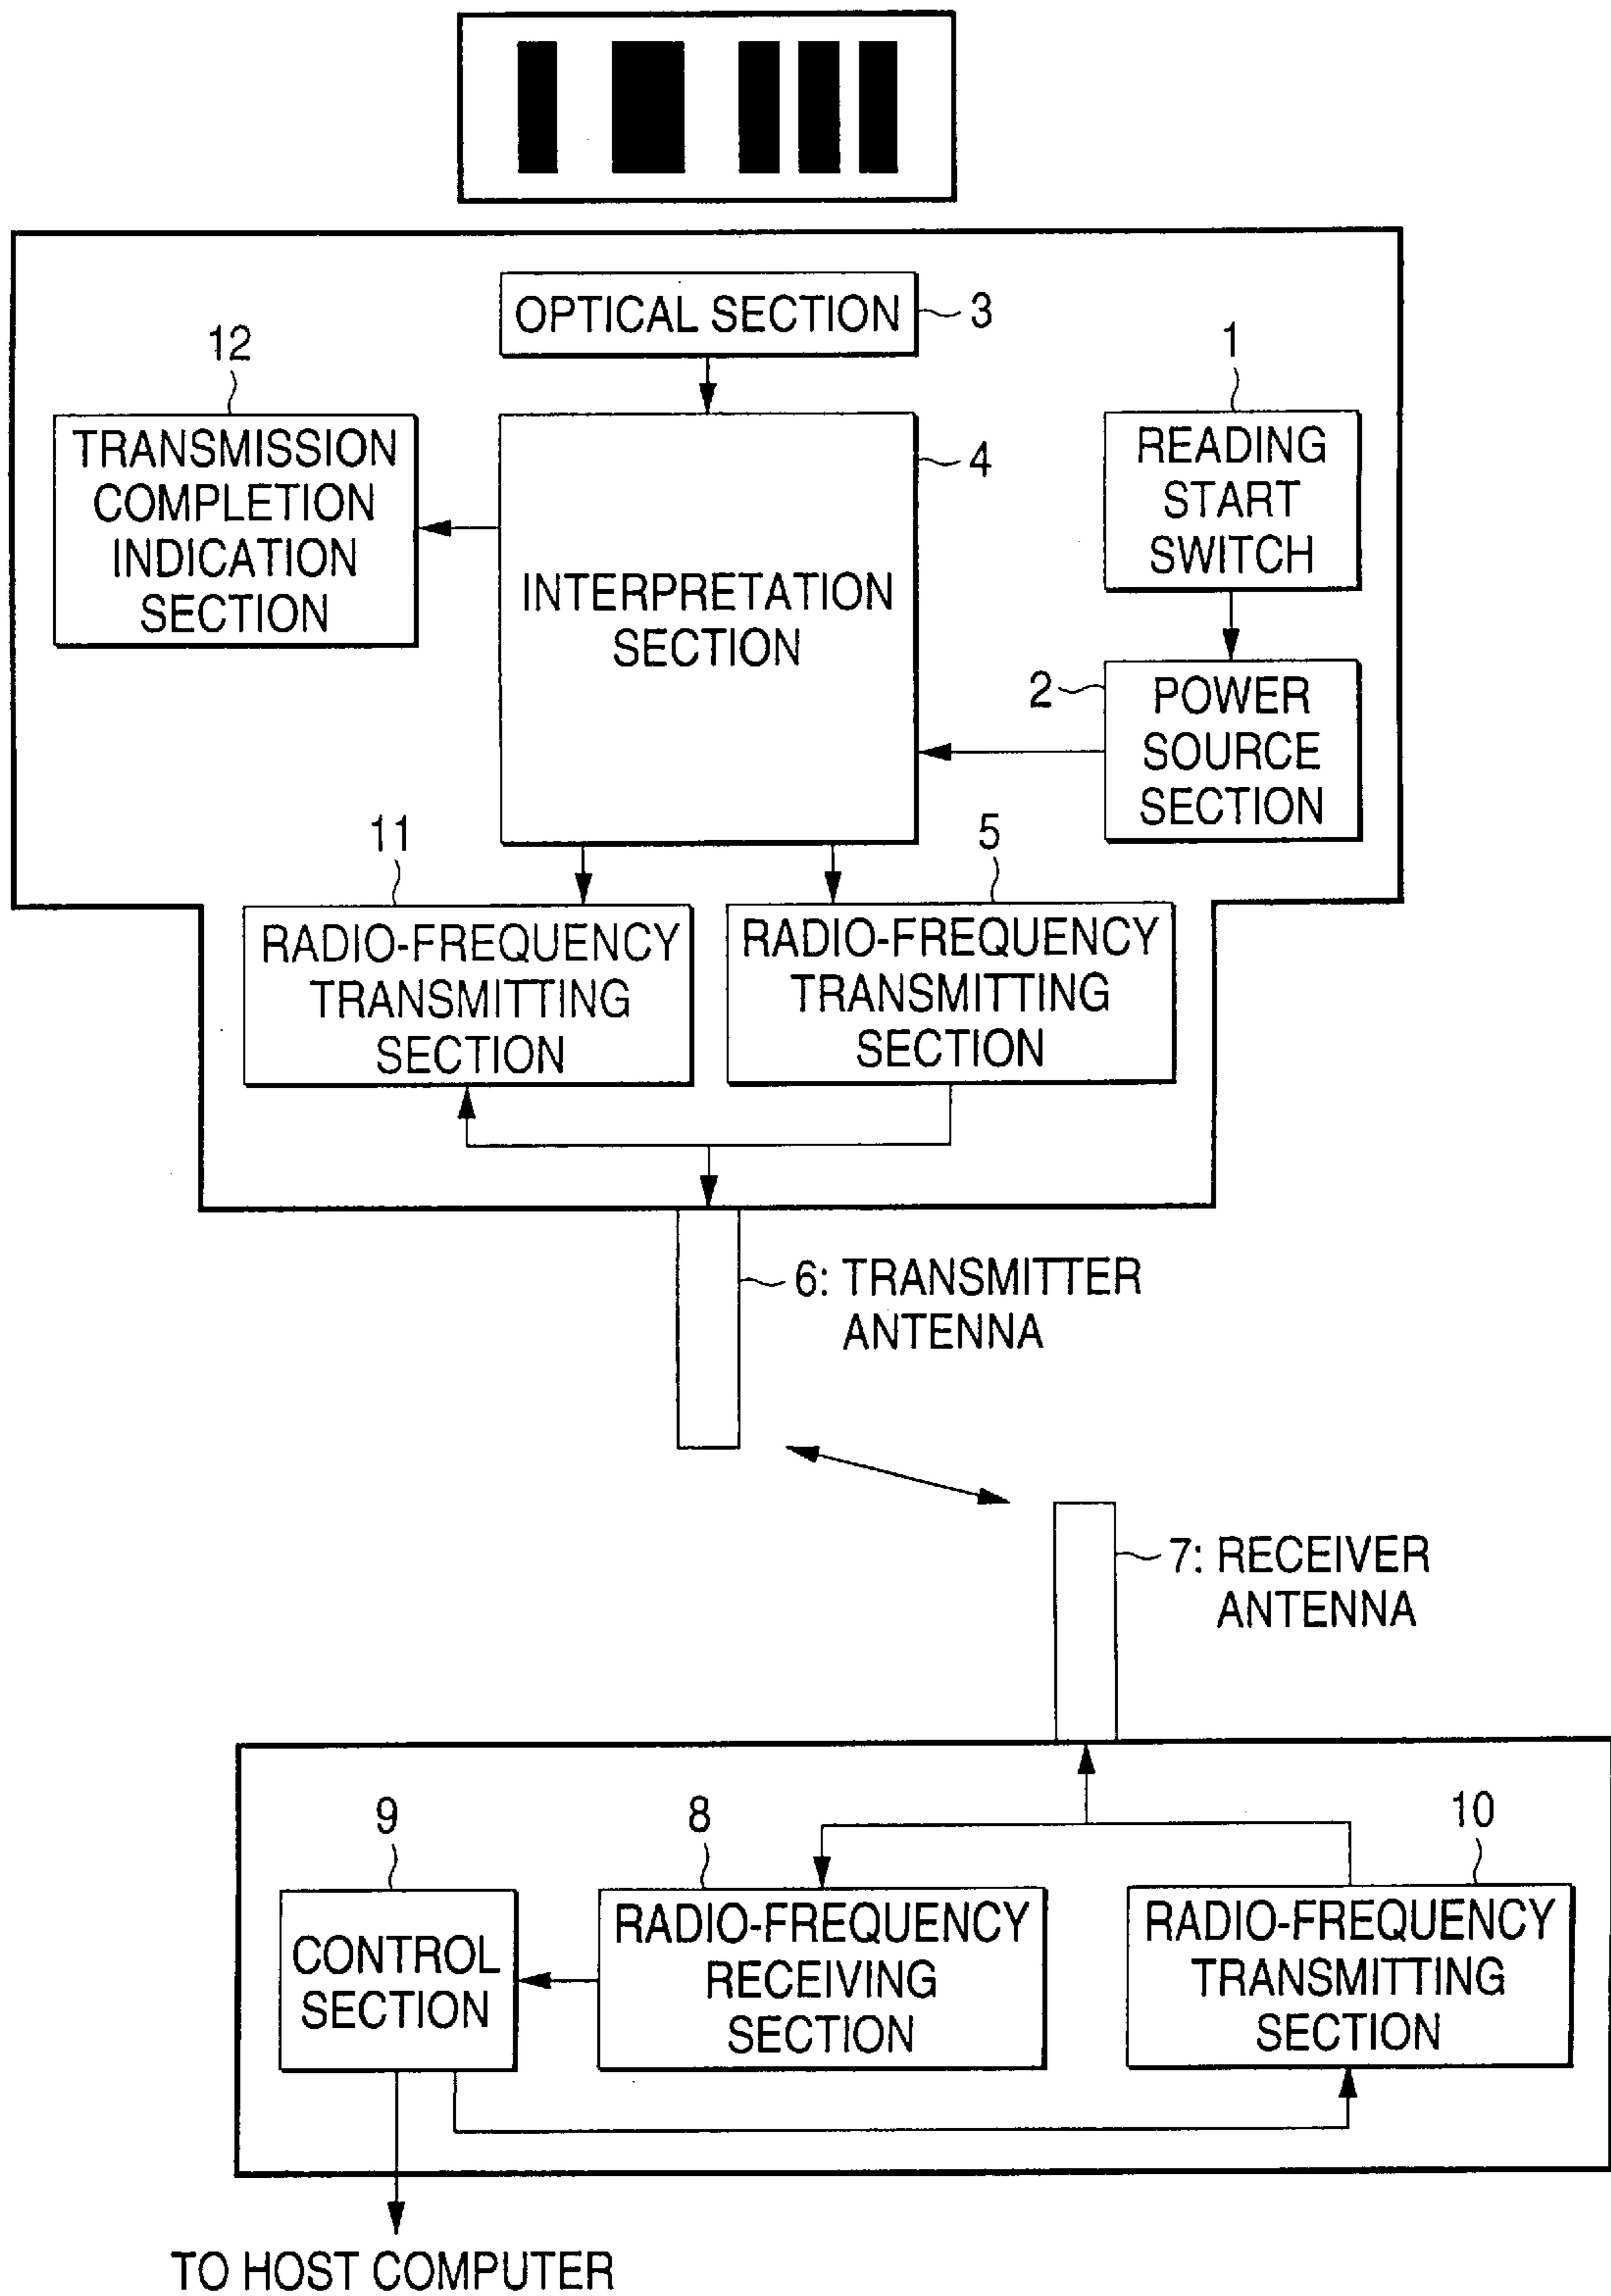 OPTICAL SECTION
3
12
TRANSMISSION
COMPLETION
INDICATION
SECTION
4
INTERPRETATION
SECTION
1
READING
START
SWITCH
2
POWER
SOURCE
SECTION
11
RADIO-FREQUENCY
TRANSMITTING
SECTION
5
RADIO-FREQUENCY
TRANSMITTING
SECTION
6: TRANSMITTER
ANTENNA
7: RECEIVER
ANTENNA
9
CONTROL
SECTION
8
RADIO-FREQUENCY
RECEIVING
SECTION
10
RADIO-FREQUENCY
TRANSMITTING
SECTION
TO HOST COMPUTER